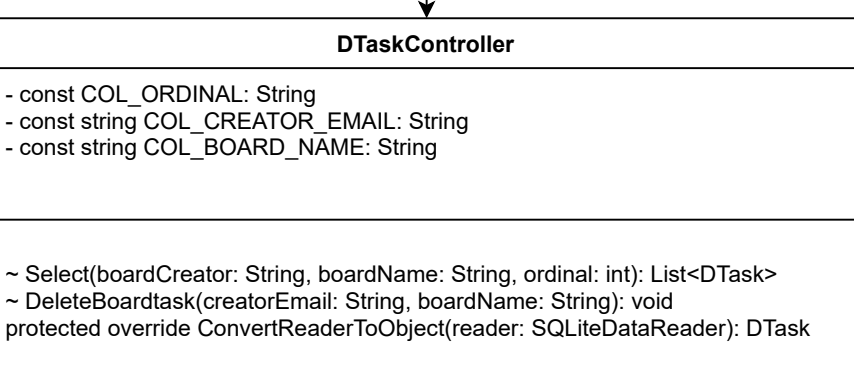 DTaskController
- const COL_ORDINAL: String
- const string COL_CREATOR_EMAIL: String
- const string COL_BOARD_NAME: String
~ Select(boardCreator: String, boardName: String, ordinal: int): List<DTask>
~ DeleteBoardtask(creatorEmail: String, boardName: String): void
protected override ConvertReaderToObject(reader: SQLiteDataReader): DTask